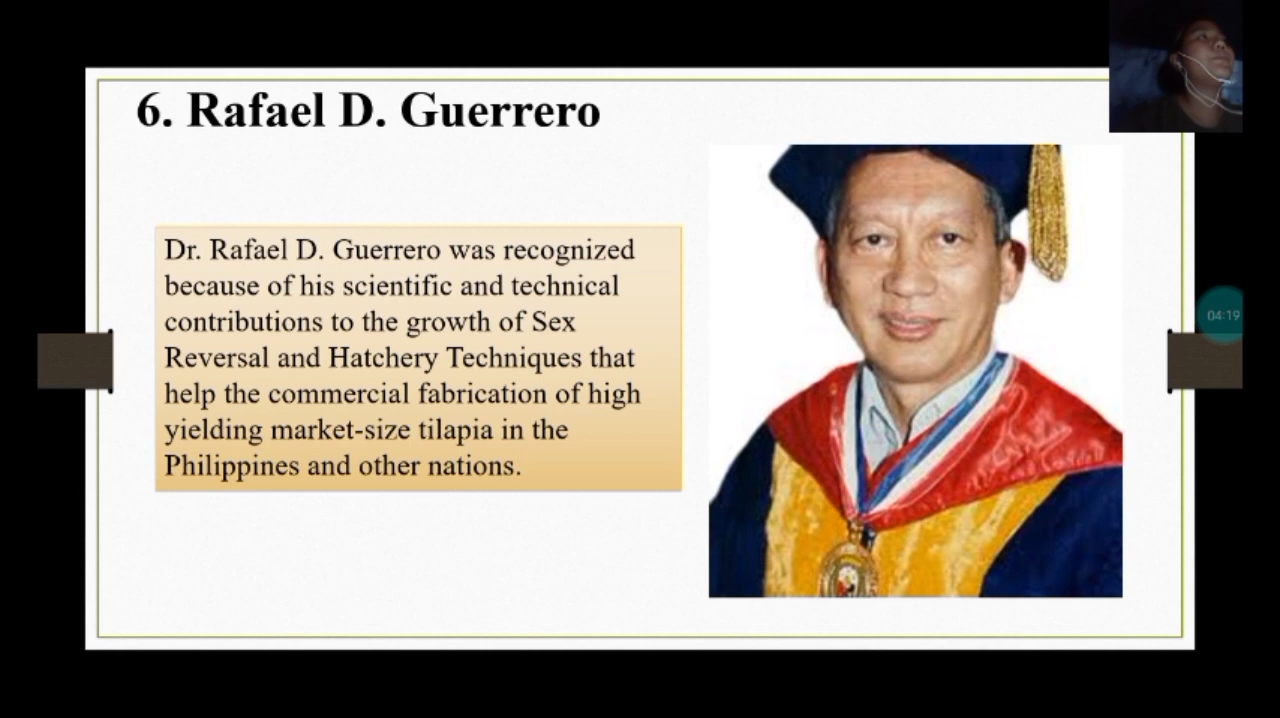 6. Rafael D. Guerrero
Dr. Rafael D. Guerrero was recognized
because of his scientific and technical
contributions to the growth of Sex
Reversal and Hatchery Techniques that
help the commercial fabrication of high
yielding market-size tilapia in the
Philippines and other nations.
04:19